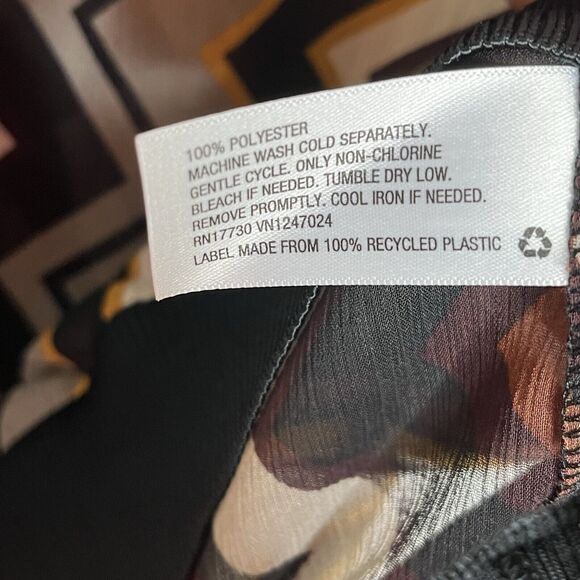 100% POLYESTER
MACHINE WASH COLD SEPARATELY.
GENTLE CYCLE. ONLY NON-CHLORINE
BLEACH IF NEEDED. TUMBLE DRY LOW.
REMOVE PROMPTLY. COOL IRON IF NEEDED.
RN17730 VN1247024
LABEL MADE FROM 100% RECYCLED PLASTIC